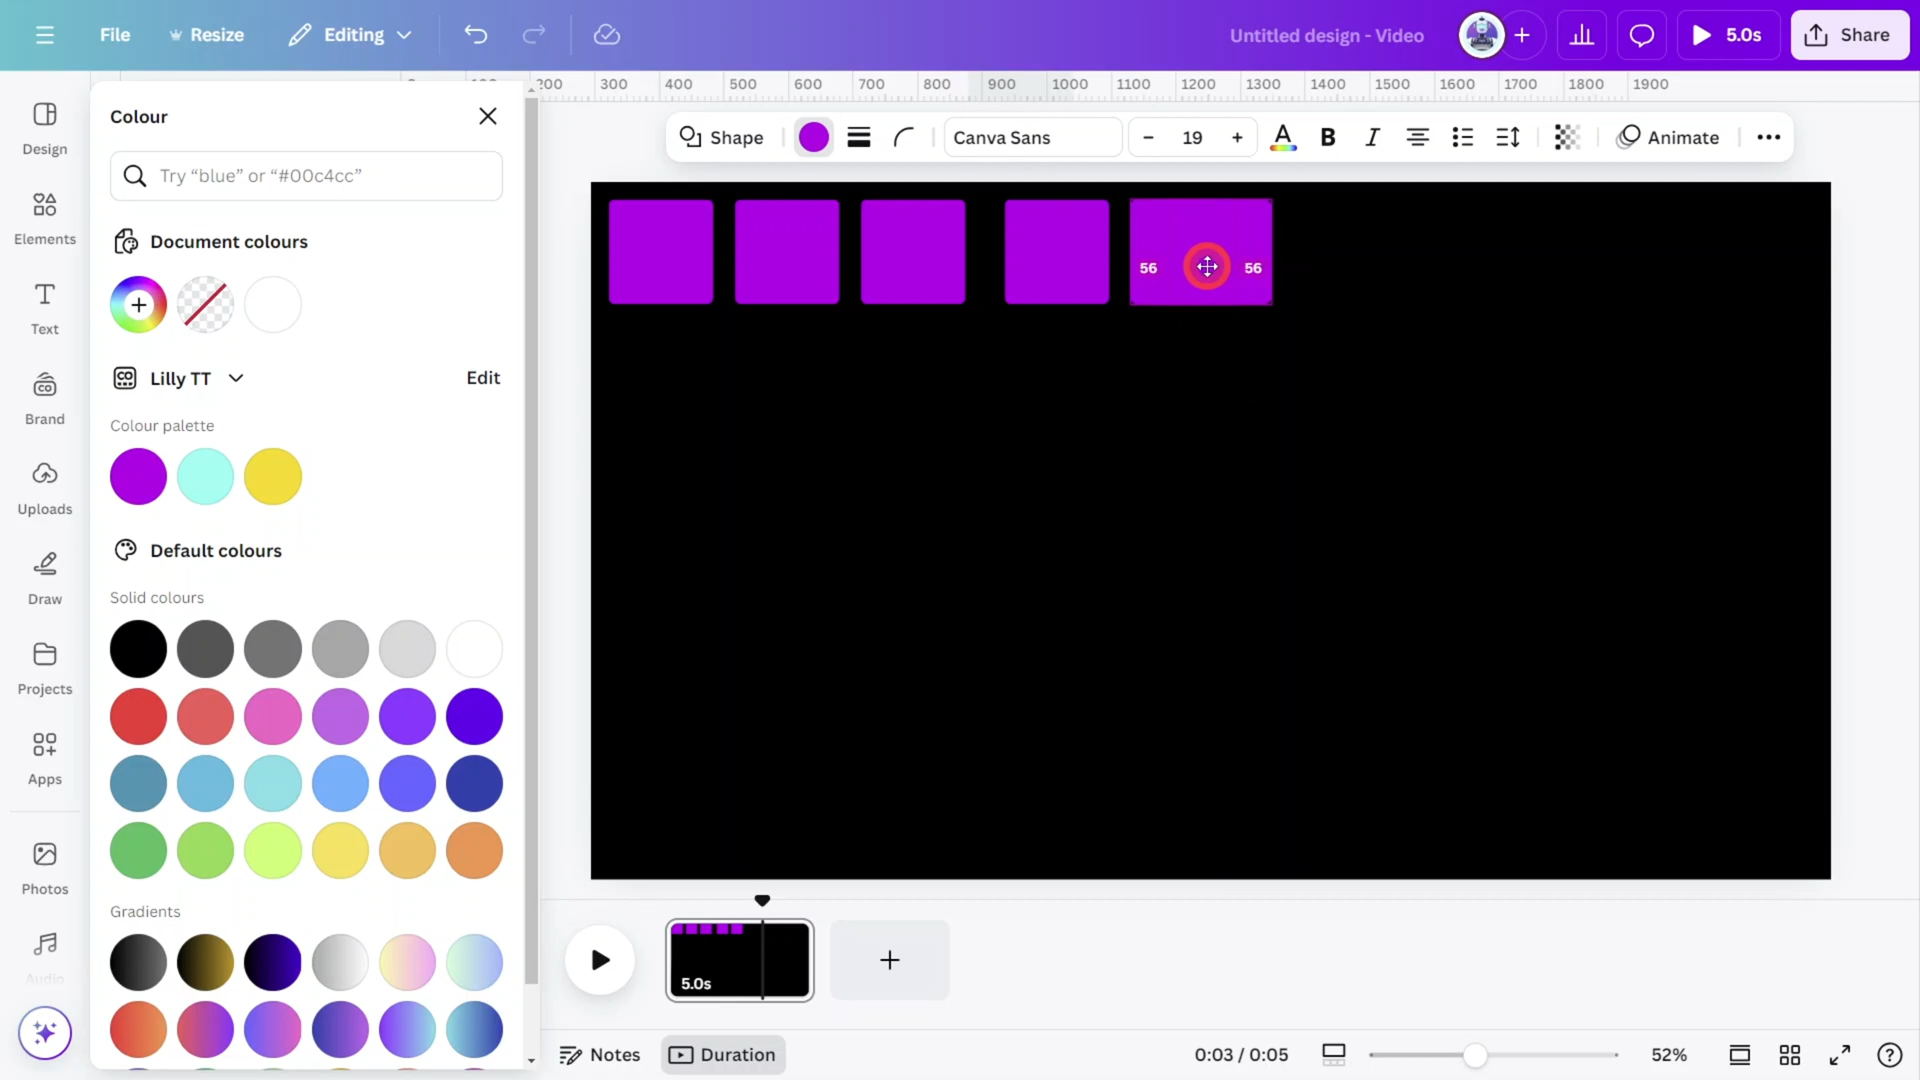 File
Resize
Editing
Untitled design - Video
5.0s
Share
200 300 400 500 600 700 800 900 1000 1100 1200 1300 1400 1500 1600 1700 1800 1900
Design
Elements
Text
Brand
Uploads
Draw
Projects
Apps
Photos
Audio
Colour
Try “blue” or “#00c4cc”
Document colours
Lilly TT
Edit
Colour palette
Default colours
Solid colours
Gradients
Shape
Canva Sans
– 19 +
A
B
I
Animate
56 56
5.0s
Notes
Duration
0:03 / 0:05
52%